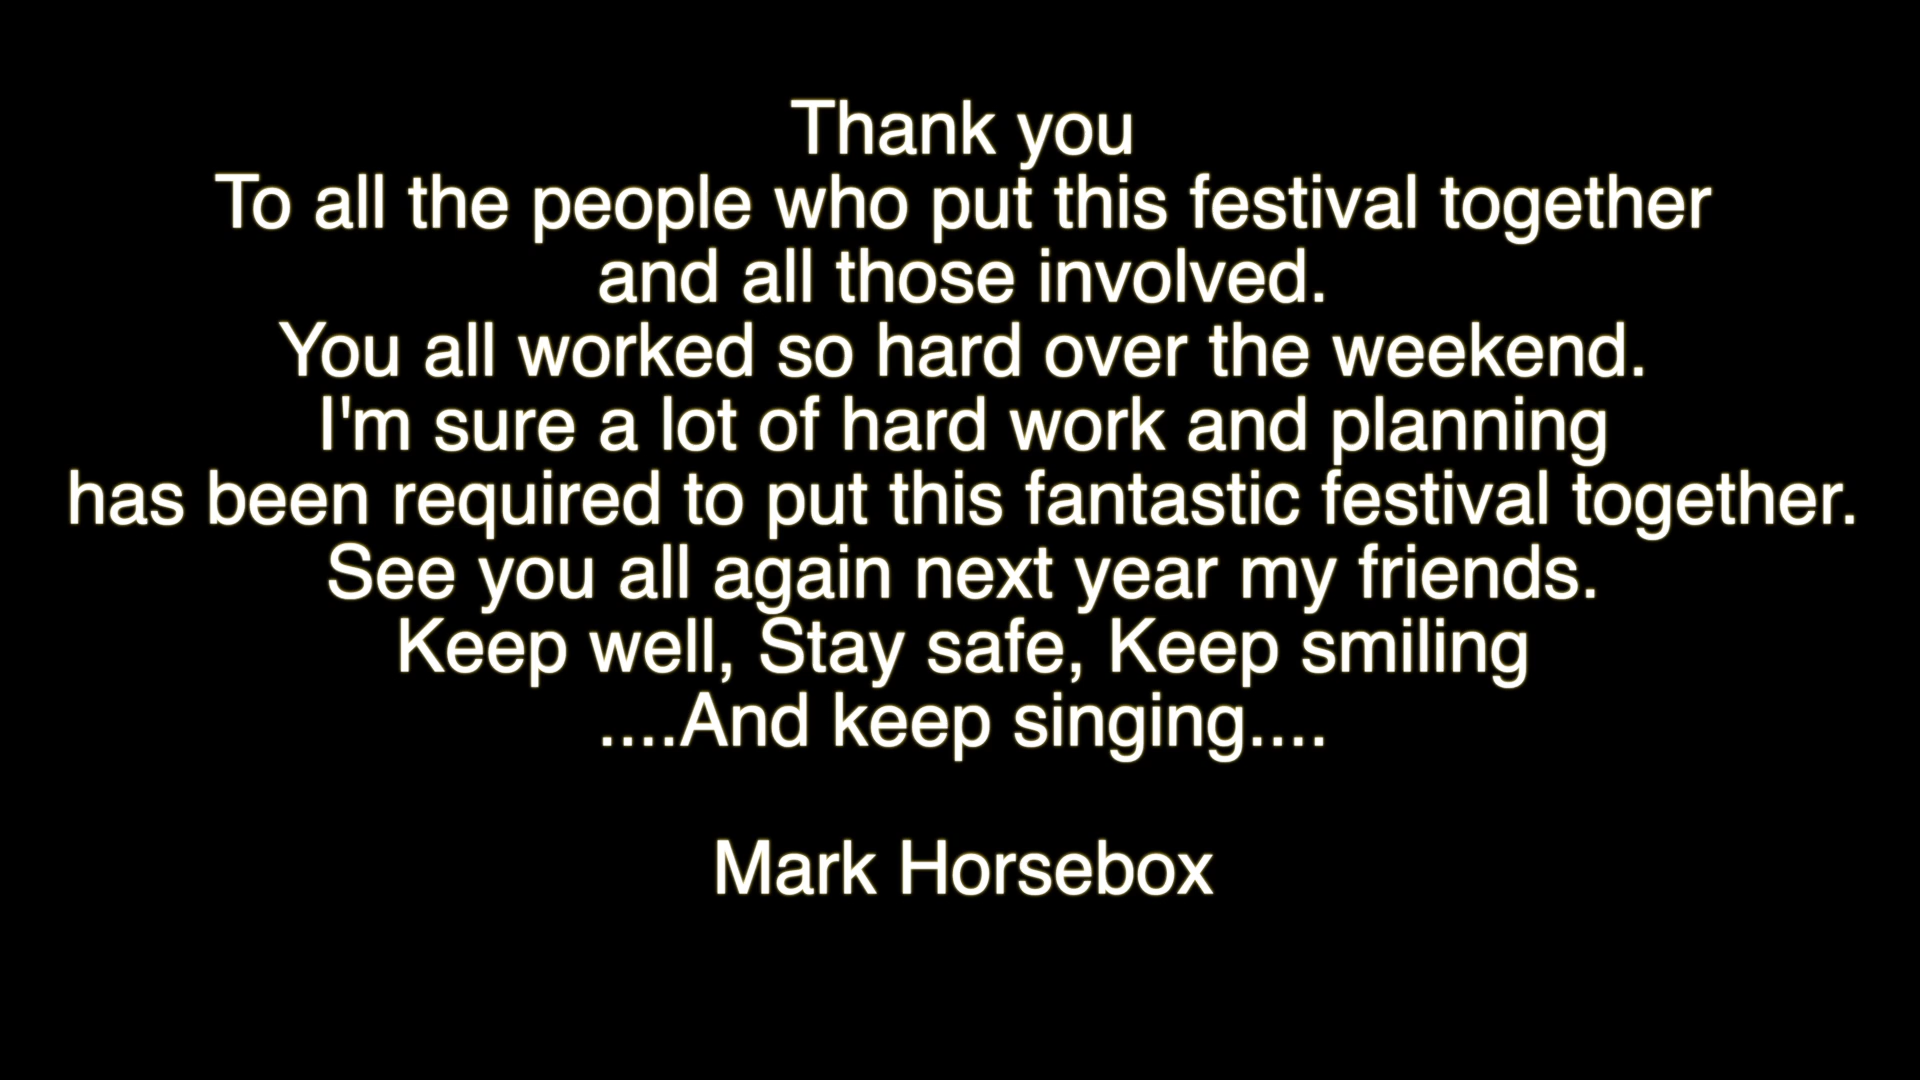 Thank you
To all the people who put this festival together
and all those involved.
You all worked so hard over the weekend.
I'm sure a lot of hard work and planning
has been required to put this fantastic festival together.
See you all again next year my friends.
Keep well, Stay safe, Keep smiling
....And keep singing....
Mark Horsebox